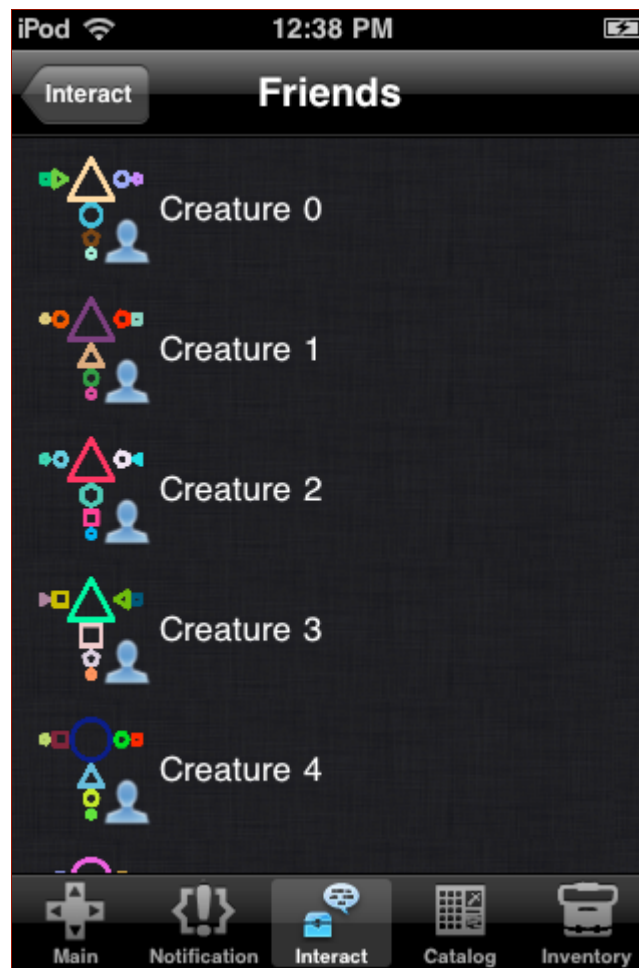 iPod 12:38 PM
Interact Friends
Creature 0
Creature 1
Creature 2
Creature 3
Creature 4
Main Notification Interact Catalog Inventory